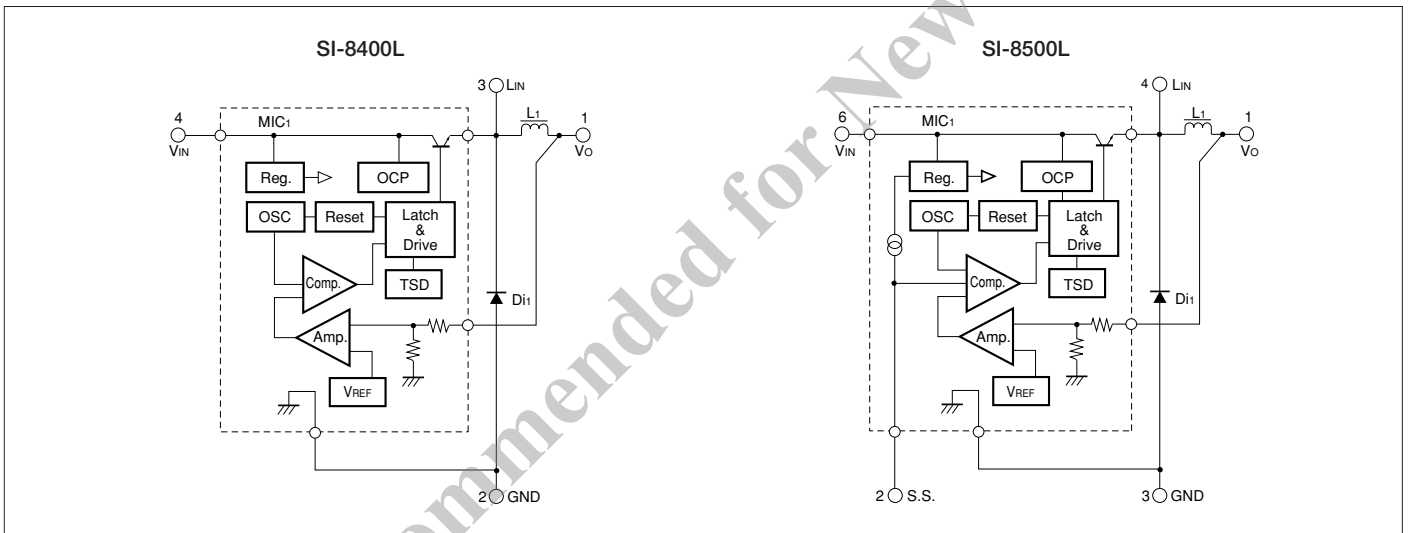 SI-8400L
3 LIN
4
VIN
MIC1
L1
1
VO
Reg.
OCP
OSC
Reset
Latch
&
Drive
Comp.
TSD
Di1
Amp.
VREF
2 GND
SI-8500L
4 LIN
6
VIN
MIC1
L1
1
VO
Reg.
OCP
OSC
Reset
Latch
&
Drive
Comp.
TSD
Di1
Amp.
VREF
2 S.S.
3 GND
ommended for New